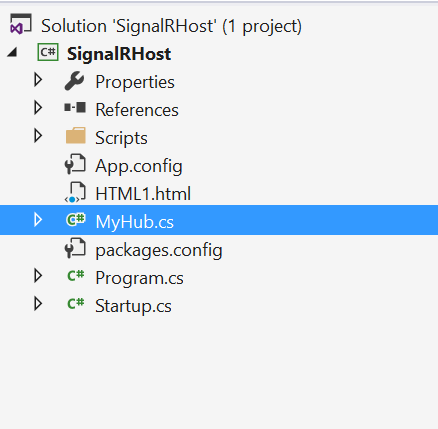 Solution 'SignalRHost' (1 project)
C# SignalRHost
Properties
References
Scripts
App.config
HTML1.html
C# MyHub.cs
packages.config
C# Program.cs
C# Startup.cs